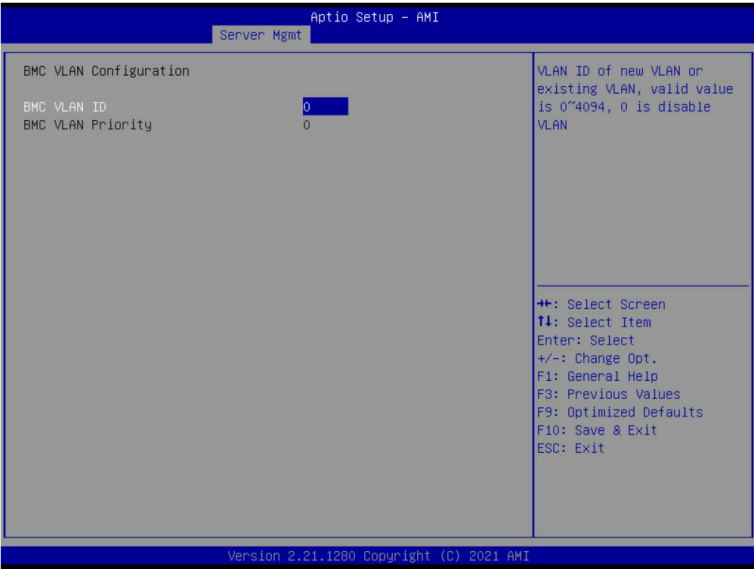 Aptio Setup – AMI
Server Mgmt
BMC VLAN Configuration
BMC VLAN ID 0
BMC VLAN Priority 0
VLAN ID of new VLAN or
existing VLAN, valid value
is 0~4094, 0 is disable
VLAN
→←: Select Screen
↑↓: Select Item
Enter: Select
+/-: Change Opt.
F1: General Help
F3: Previous Values
F9: Optimized Defaults
F10: Save & Exit
ESC: Exit
Version 2.21.1280 Copyright (C) 2021 AMI